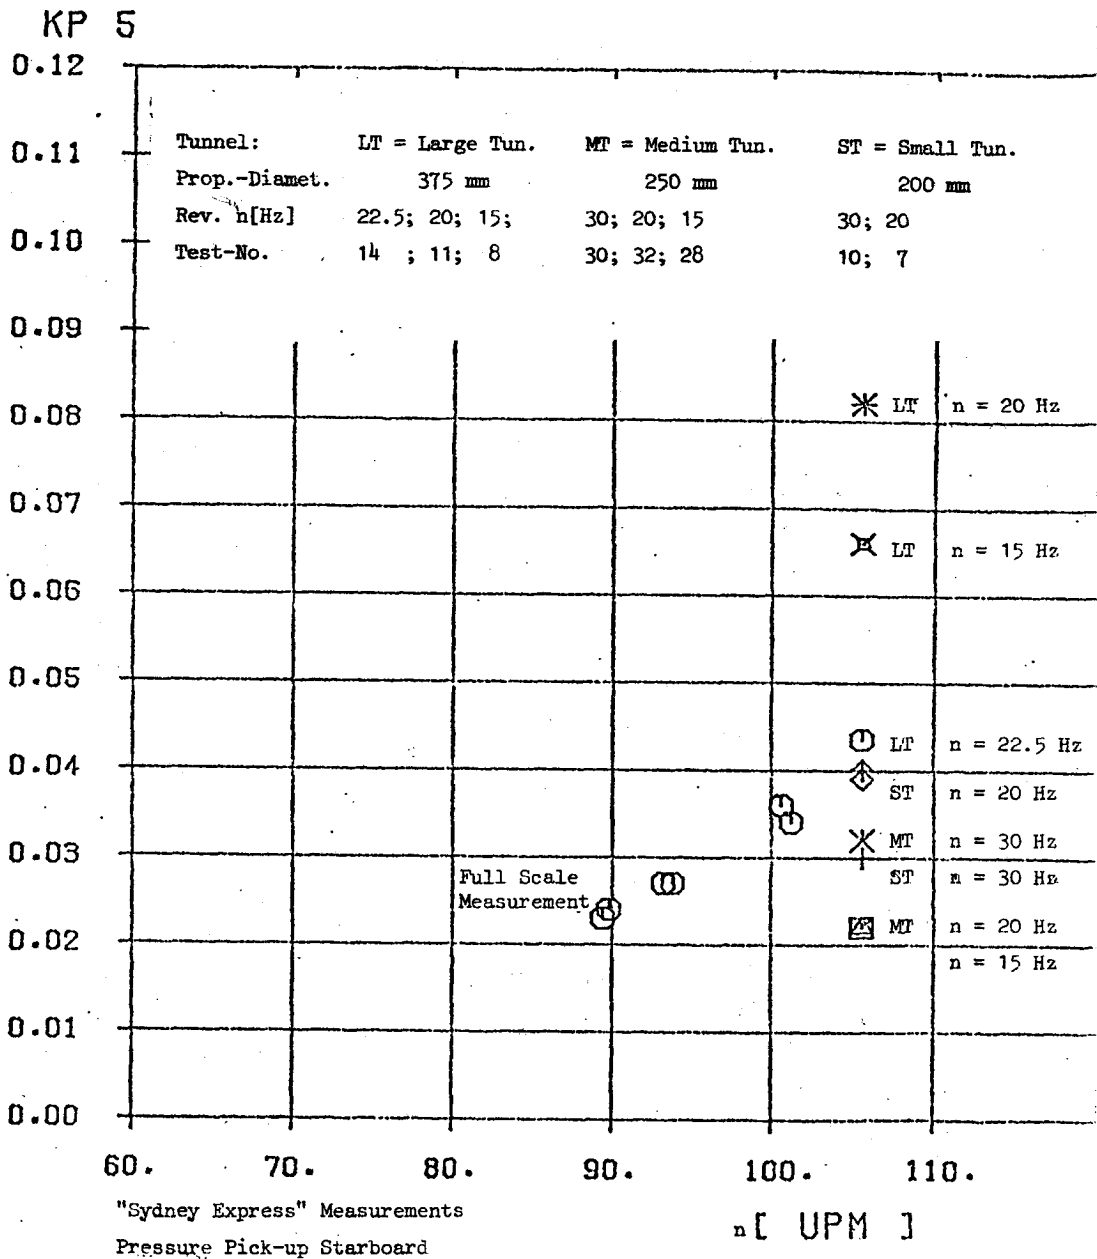 KP 5
0.12
Tunnel: LT = Large Tun. MT = Medium Tun. ST = Small Tun.
0.11
Prop.-Diamet. 375 mm 250 mm 200 mm
Rev. n[Hz] 22.5; 20; 15; 30; 20; 15 30; 20
0.10
Test-No. 14 ; 11; 8 30; 32; 28 10; 7
0.09
0.08
LT n = 20 Hz
0.07
LT n = 15 Hz
0.06
0.05
LT n = 22.5 Hz
0.04
ST n = 20 Hz
MT n = 30 Hz
0.03
Full Scale
Measurement
ST n = 30 Hz
0.02
MT n = 20 Hz
n = 15 Hz
0.01
0.00
60. 70. 80. 90. 100. 110.
"Sydney Express" Measurements
n[ UPM ]
Pressure Pick-up Starboard